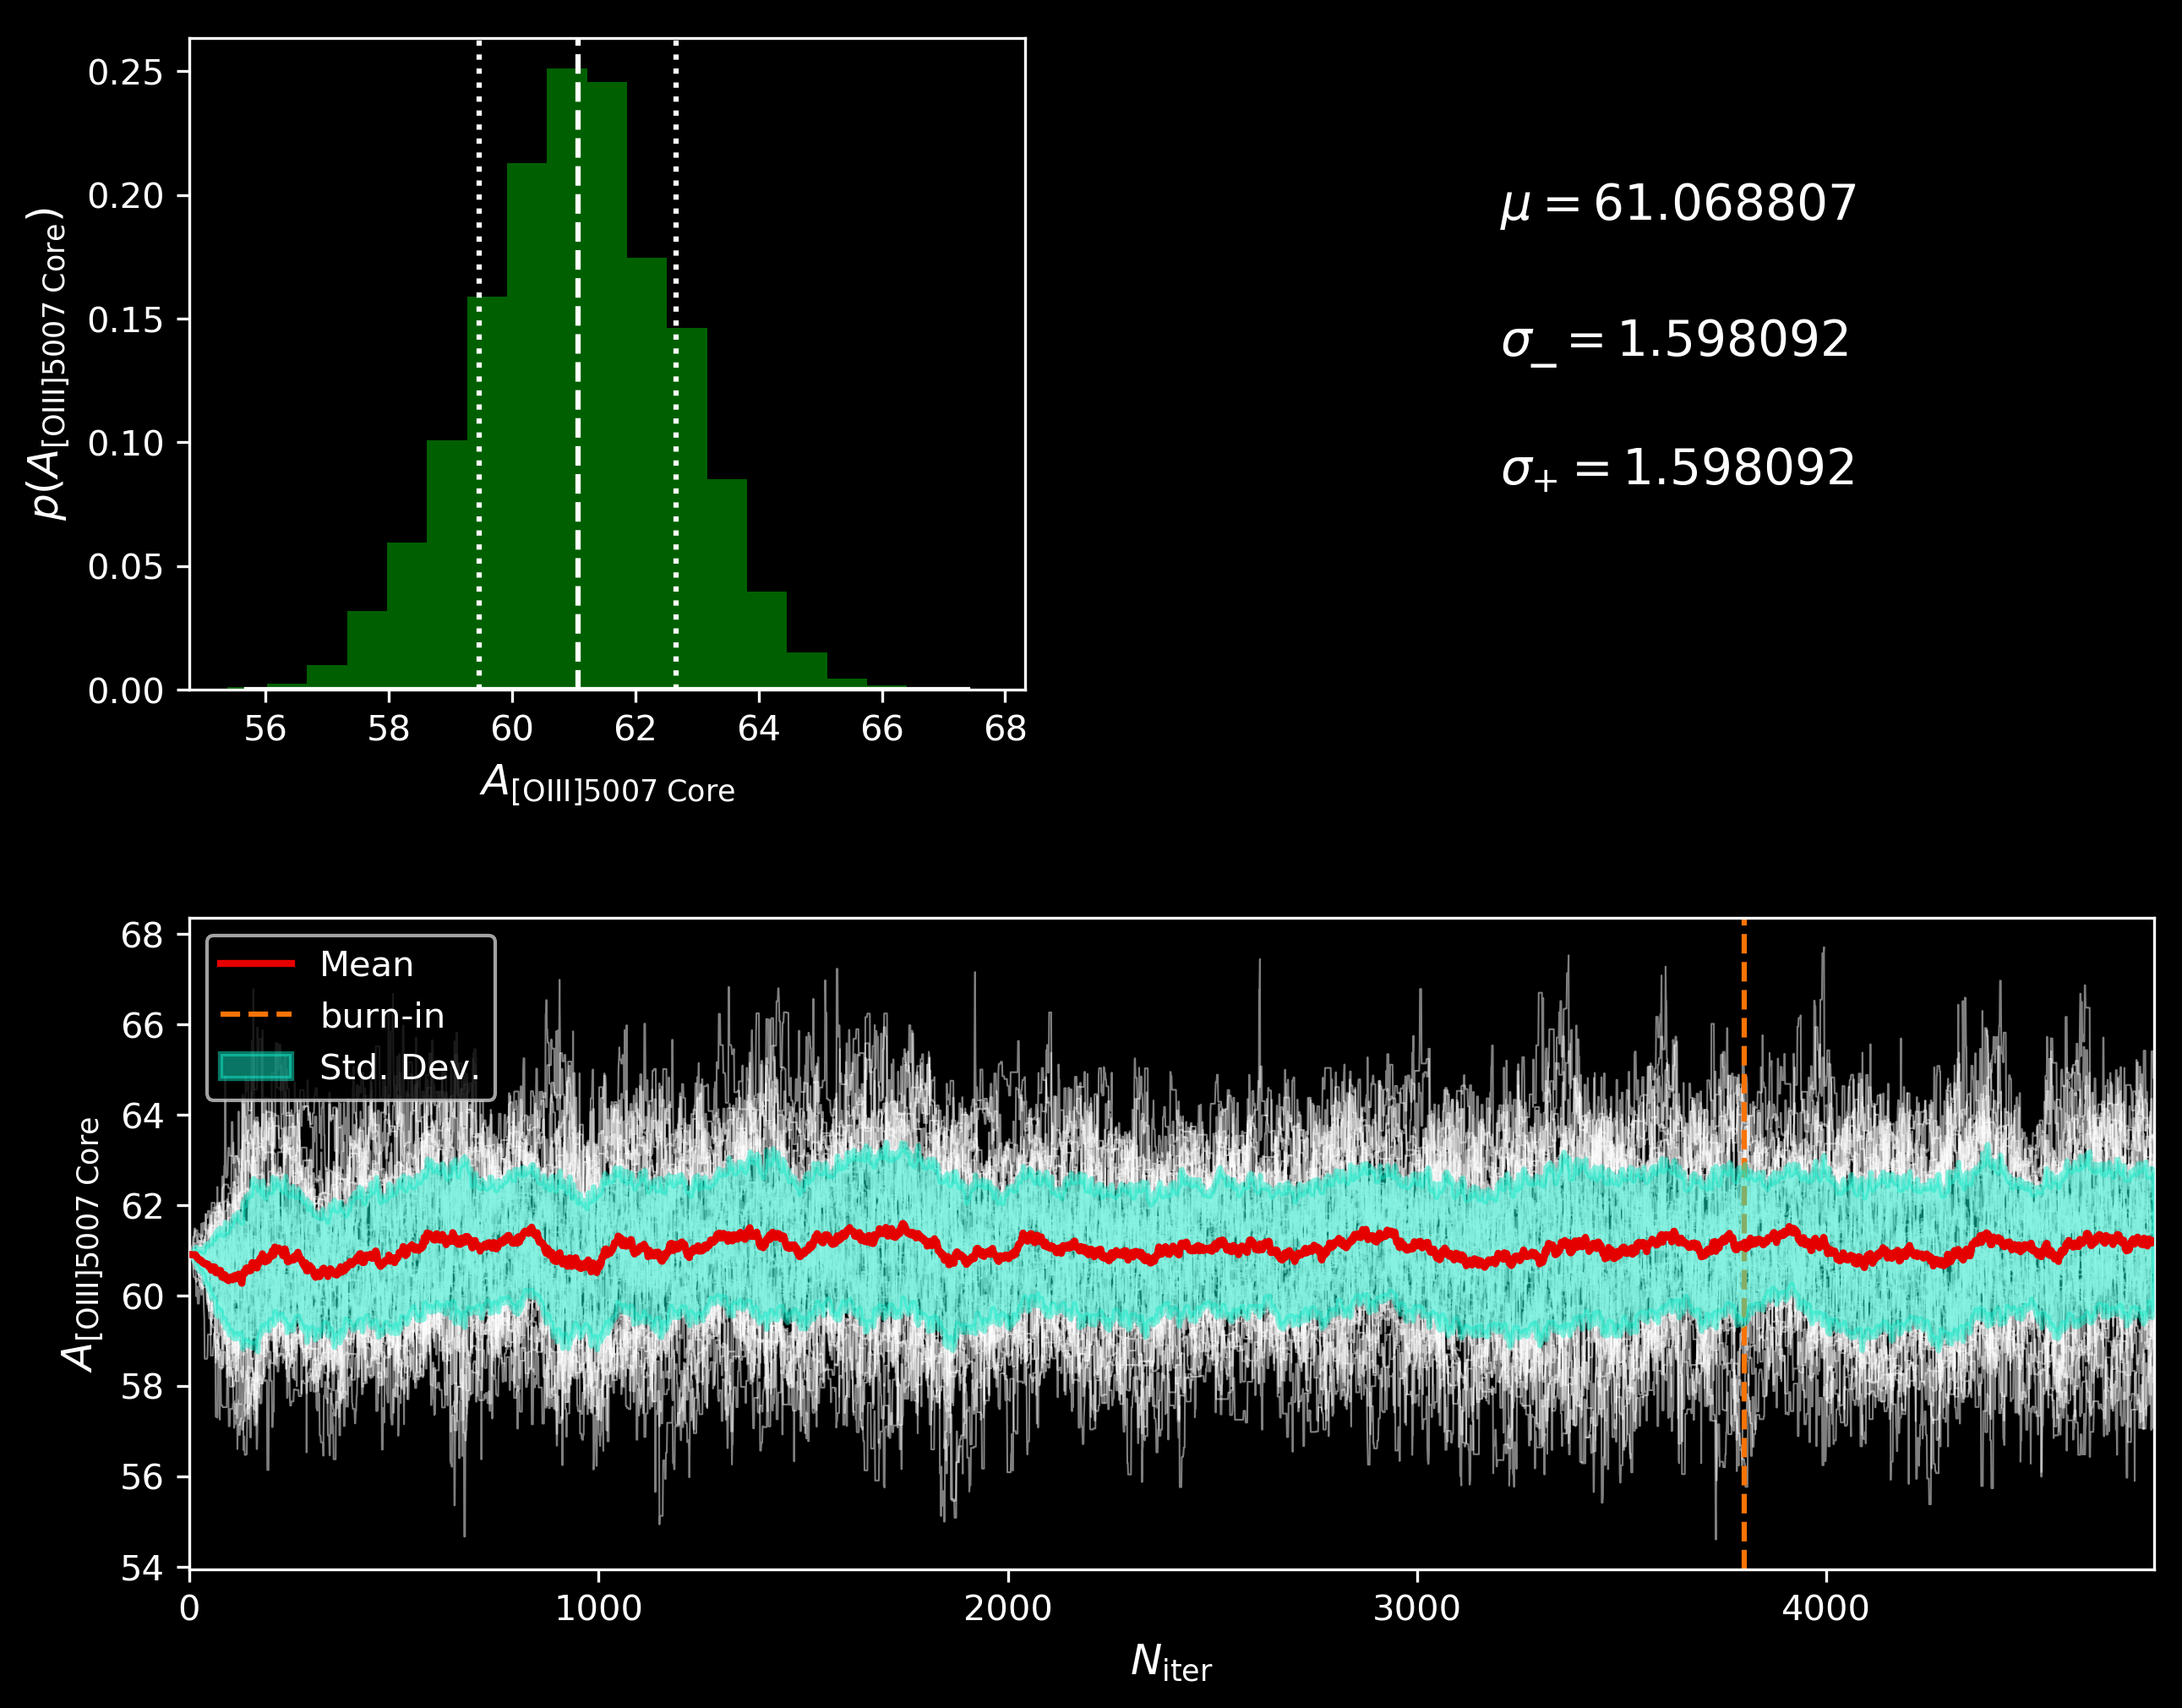 0.25
0.20
0.15
0.10
0.05
0.00
p(A[OIII]5007 Core)
56 58 60 62 64 66 68
A[OIII]5007 Core
μ = 61.068807
σ− = 1.598092
σ+ = 1.598092
68
66
64
62
60
58
56
54
A[OIII]5007 Core
Mean
burn-in
Std. Dev.
0 1000 2000 3000 4000
Niter